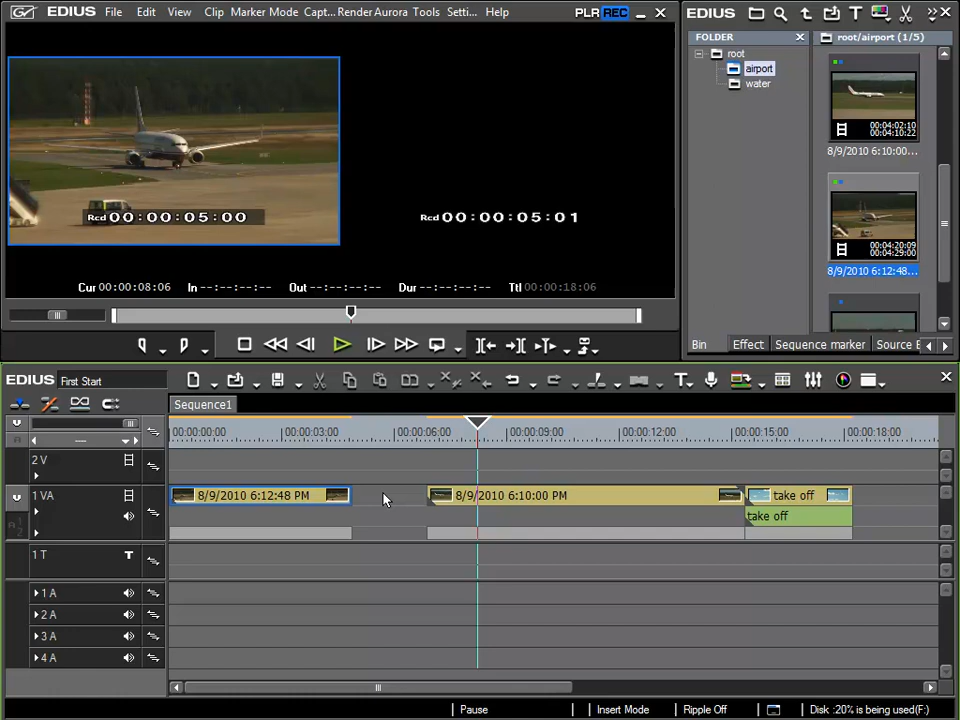 EDIUS File Edit View Clip Marker Mode Capt... Render Aurora Tools Setti... Help PLR REC
Rcd 00:00:05:00
Rcd 00:00:05:01
Cur 00:00:08:06 In --:--:--:-- Out --:--:--:-- Dur --:--:--:-- Ttl 00:00:18:06
EDIUS
FOLDER
root
airport
water
root/airport (1/5)
00:04:02:10
00:04:10:22
8/9/2010 6:10:00...
00:04:20:09
00:04:29:00
8/9/2010 6:12:48...
Bin Effect Sequence marker Source B
EDIUS First Start
Sequence1
00:00:00:00 00:00:03:00 00:00:06:00 00:00:09:00 00:00:12:00 00:00:15:00 00:00:18:00
2 V
1 VA 8/9/2010 6:12:48 PM 8/9/2010 6:10:00 PM take off
take off
A 1 2
1 T T
1 A
2 A
3 A
4 A
Pause Insert Mode Ripple Off Disk :20% is being used(F:)